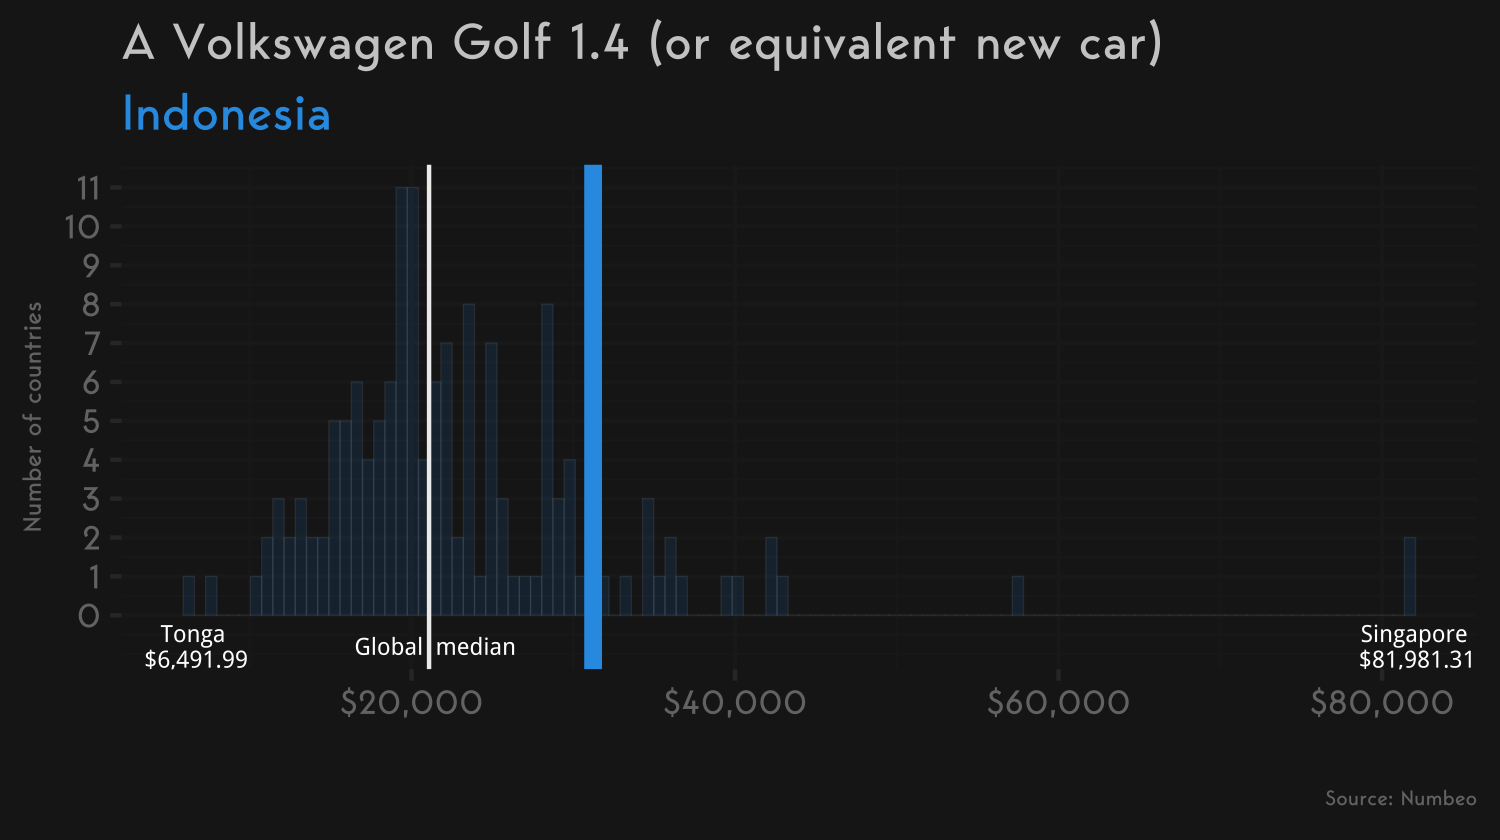 A Volkswagen Golf 1.4 (or equivalent new car)
Indonesia
Number of countries
11
10
9
8
7
6
5
4
3
2
1
0
Tonga
$6,491.99
Global median
Singapore
$81,981.31
$20,000 $40,000 $60,000 $80,000
Source: Numbeo